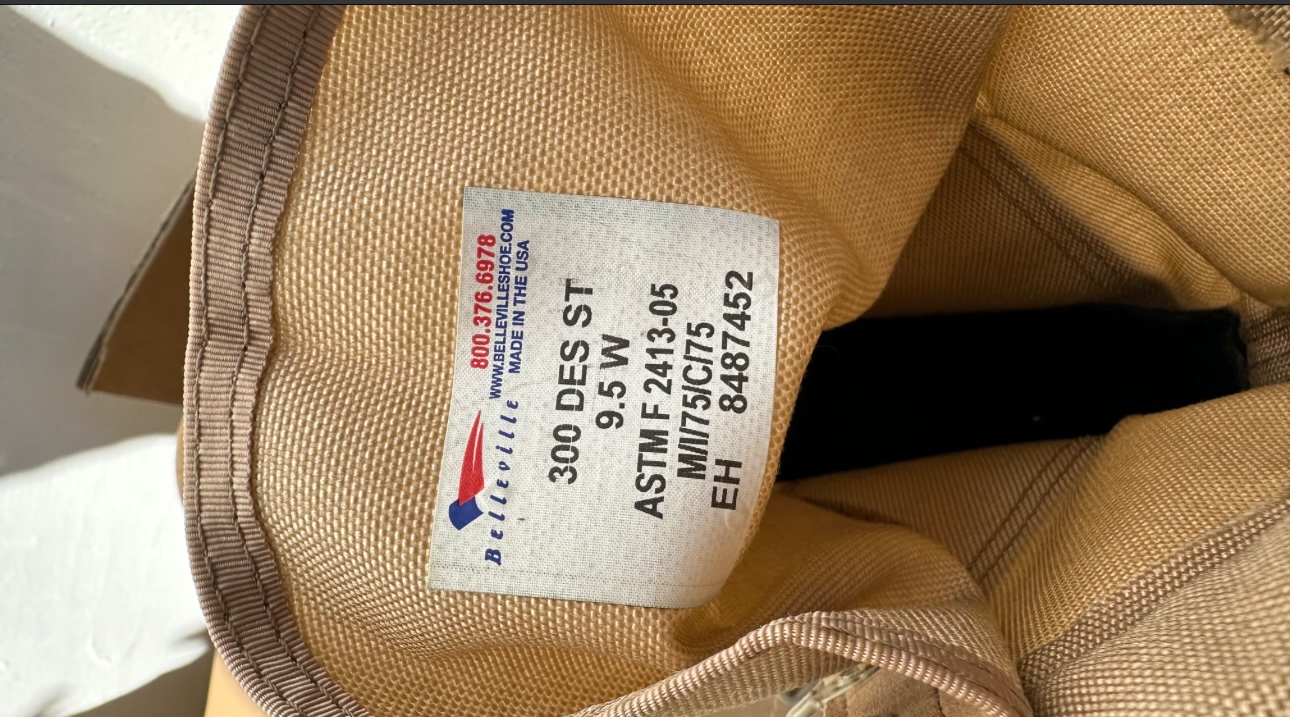 800.376.6978
WWW.BELLEVILLESHOE.COM
Belleville MADE IN THE USA
300 DES ST
9.5 W
ASTM F 2413-05
M/I/75/C/75
EH 8487452